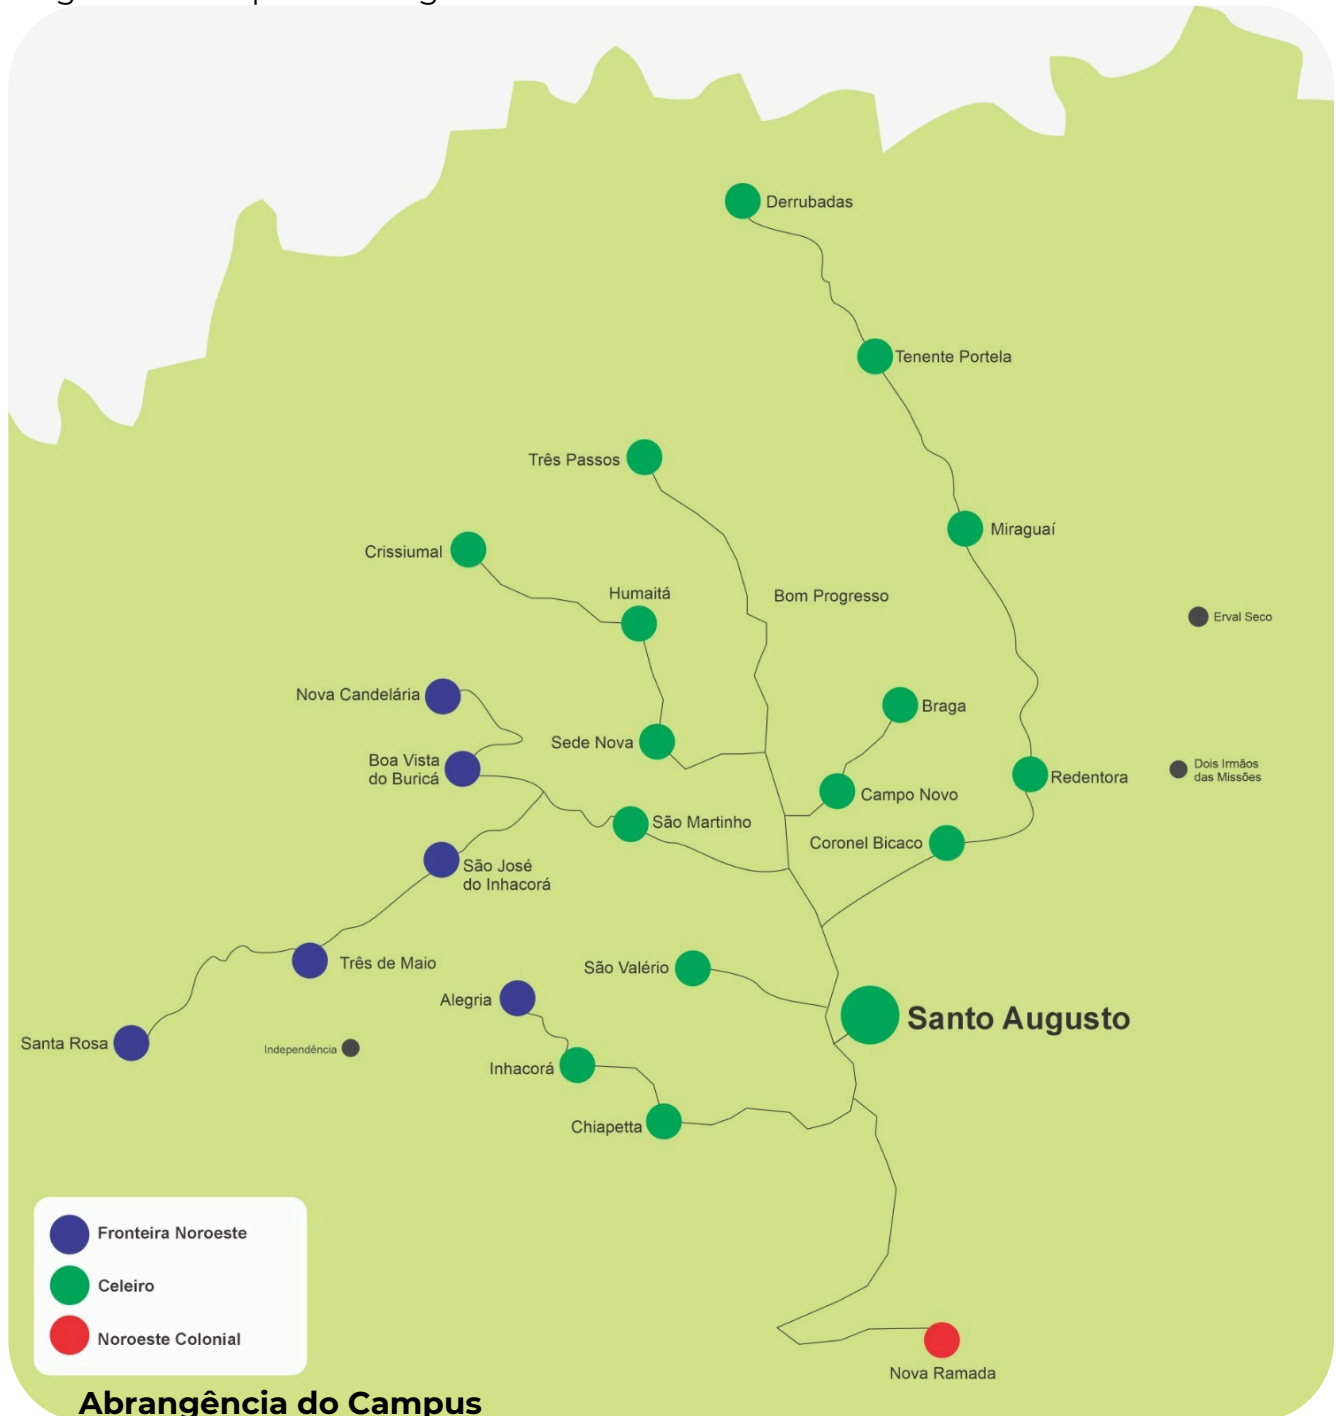 Derrubadas
Tenente Portela
Três Passos
Miraguaí
Crissiumal
Humaitá
Bom Progresso
Erval Seco
Nova Candelária
Braga
Sede Nova
Boa Vista
do Buricá
Dois Irmãos
das Missões
Redentora
Campo Novo
São Martinho
Coronel Bicaco
São José
do Inhacorá
Três de Maio
São Valério
Alegria
Santo Augusto
Santa Rosa
Independência
Inhacorá
Chiapetta
Fronteira Noroeste
Celeiro
Noroeste Colonial
Nova Ramada
Abrangência do Campus